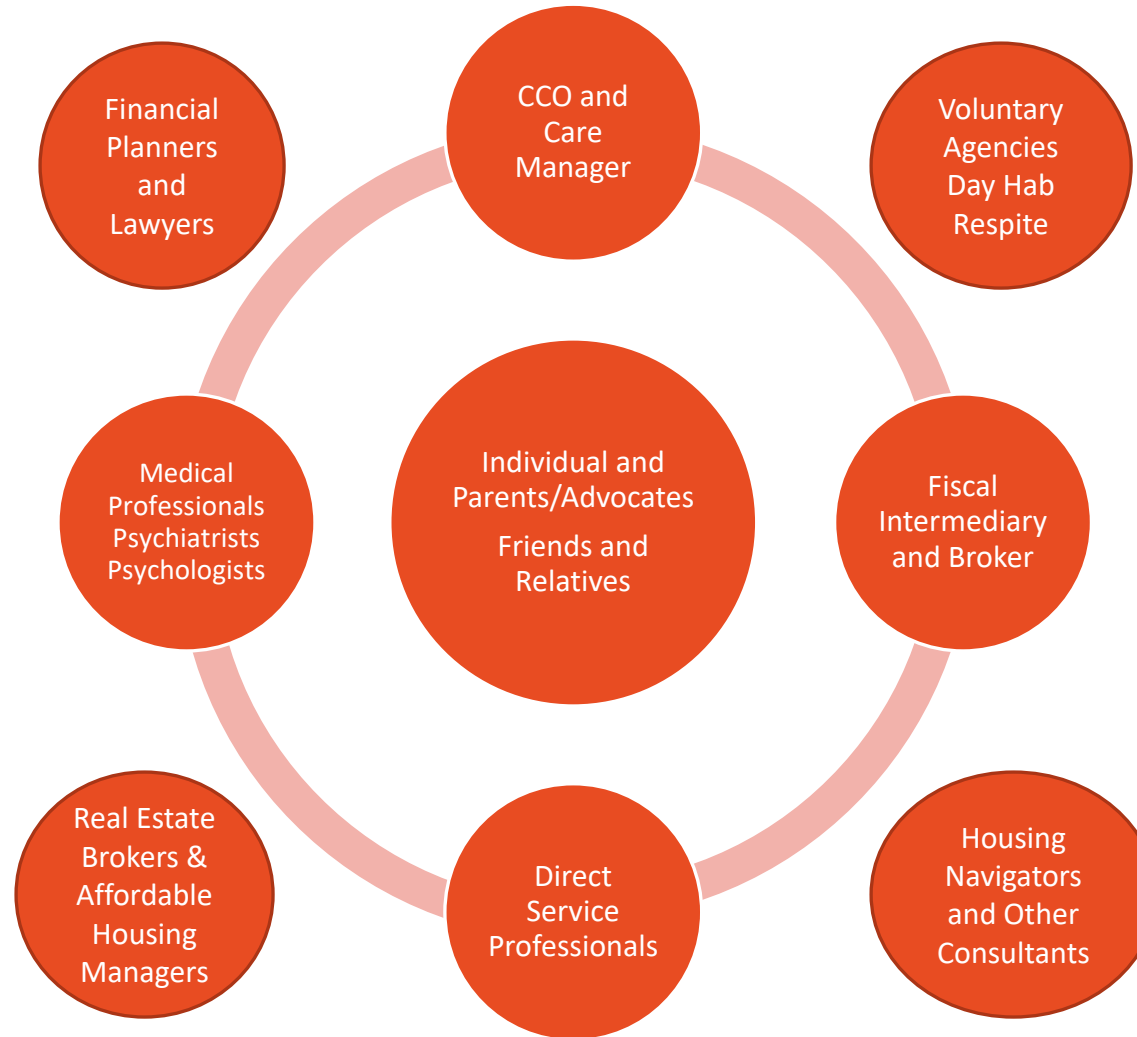 Financial
Planners
and
Lawyers
CCO and
Care
Manager
Voluntary
Agencies
Day Hab
Respite
Medical
Professionals
Psychiatrists
Psychologists
Individual and
Parents/Advocates
Friends and
Relatives
Fiscal
Intermediary
and Broker
Real Estate
Brokers &
Affordable
Housing
Managers
Direct
Service
Professionals
Housing
Navigators
and Other
Consultants